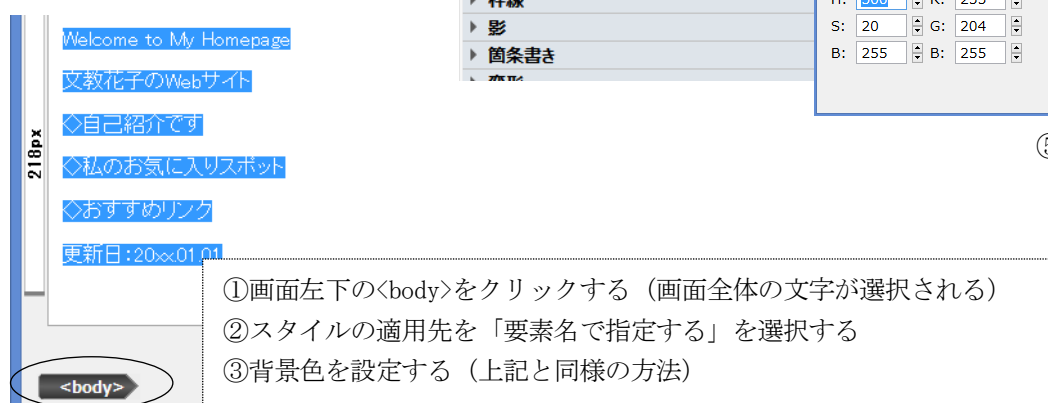 影
箇条書き
S: 20 G: 204
B: 255 B: 255
Welcome to My Homepage
文教花子のWebサイト
◇自己紹介です
◇私のお気に入りスポット
◇おすすめリンク
更新日：20xx.01.01
218px
①画面左下の<body>をクリックする（画面全体の文字が選択される）
②スタイルの適用先を「要素名で指定する」を選択する
③背景色を設定する（上記と同様の方法）
<body>